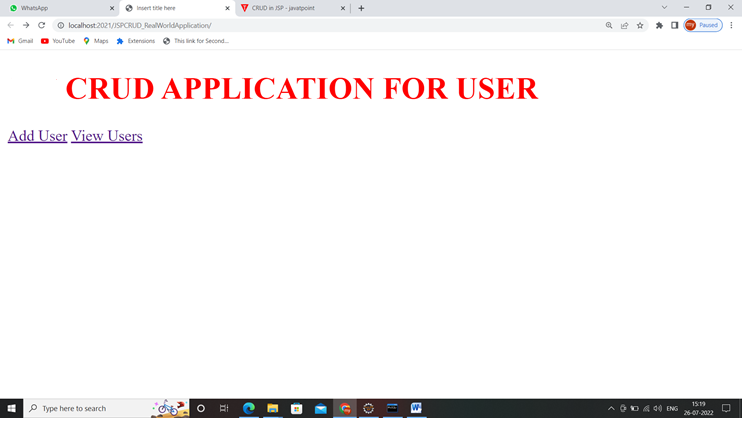 WhatsApp Insert title here CRUD in JSP - javatpoint
localhost:2021/JSPCRUD_RealWorldApplication/ my Paused
Gmail YouTube Maps Extensions This link for Second...
CRUD APPLICATION FOR USER
Add User View Users
Type here to search ENG 15:19
26-07-2022